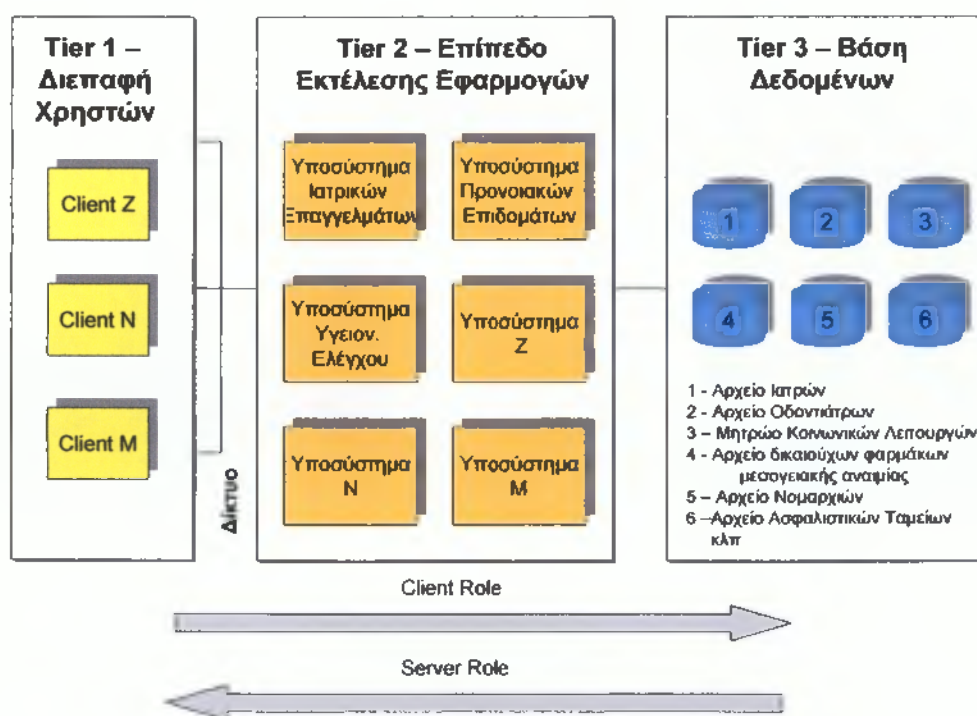 Tier 1 –
Διεπαφή
Χρηστών
Client Z
Client N
Client M
Δίκτυο
Tier 2 – Επίπεδο
Εκτέλεσης Εφαρμογών
Υποσύστημα
Ιατρικών
Επαγγελμάτων
Υποσύστημα
Προνοιακών
Επιδομάτων
Υποσύστημα
Υγειον.
Ελέγχου
Υποσύστημα
Z
Υποσύστημα
N
Υποσύστημα
M
Tier 3 – Βάση
Δεδομένων
1
2
3
4
5
6
1 - Αρχείο Ιατρών
2 - Αρχείο Οδοντιάτρων
3 – Μητρώο Κοινωνικών Λειτουργών
4 - Αρχείο δικαιούχων φαρμάκων
μεσογειακής αναιμίας
5 – Αρχείο Νομαρχιών
6 –Αρχείο Ασφαλιστικών Ταμείων
κλπ
Client Role
Server Role